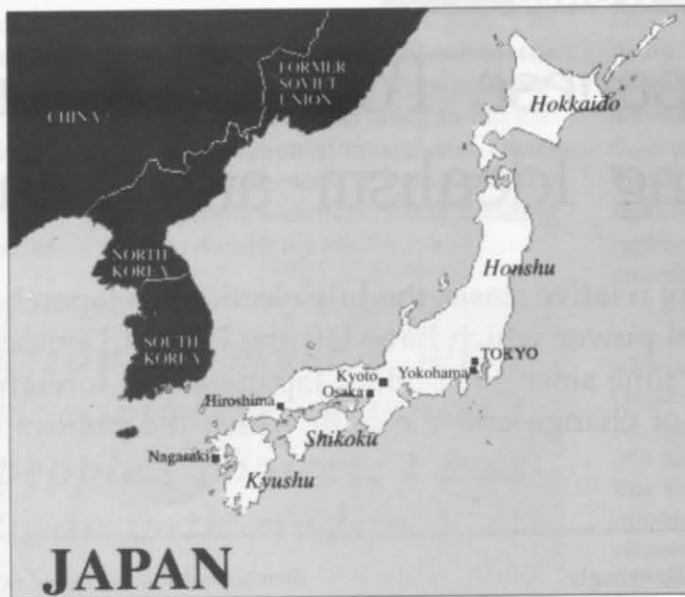 FORMER
SOVIET
UNION
CHINA
Hokkaido
NORTH
KOREA
Honshu
SOUTH
KOREA
TOKYO
Kyoto
Yokohama
Osaka
Hiroshima
Shikoku
Nagasaki
Kyushu
JAPAN